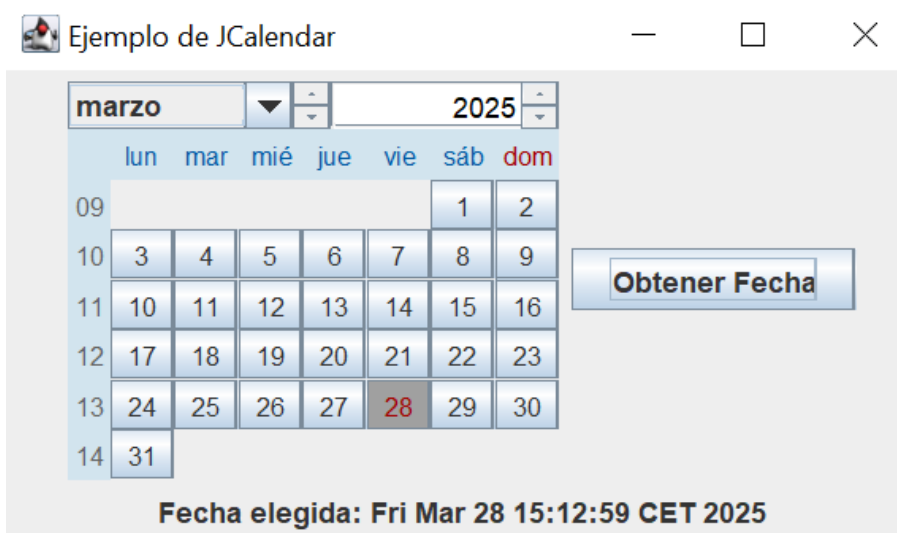 Ejemplo de JCalendar
marzo 2025
lun mar mié jue vie sáb dom
09 1 2
10 3 4 5 6 7 8 9
Obtener Fecha
11 10 11 12 13 14 15 16
12 17 18 19 20 21 22 23
13 24 25 26 27 28 29 30
14 31
Fecha elegida: Fri Mar 28 15:12:59 CET 2025